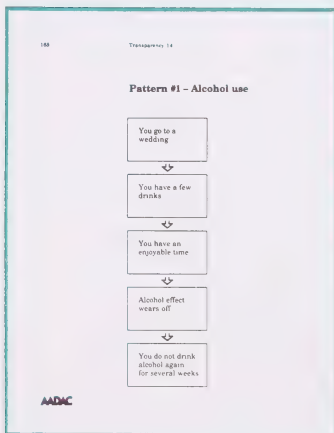 188
Transparency 14
Pattern #1 – Alcohol use
You go to a
wedding
You have a few
drinks
You have an
enjoyable time
Alcohol effect
wears off
You do not drink
alcohol again
for several weeks
AADAC